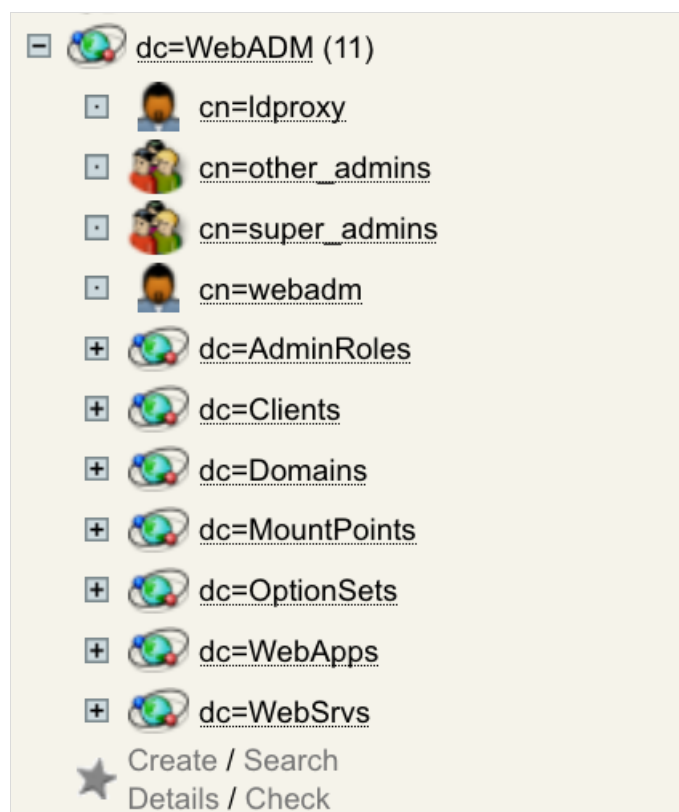 dc=WebADM (11)
cn=ldproxy
cn=other_admins
cn=super_admins
cn=webadm
dc=AdminRoles
dc=Clients
dc=Domains
dc=MountPoints
dc=OptionSets
dc=WebApps
dc=WebSrvs
Create / Search
Details / Check